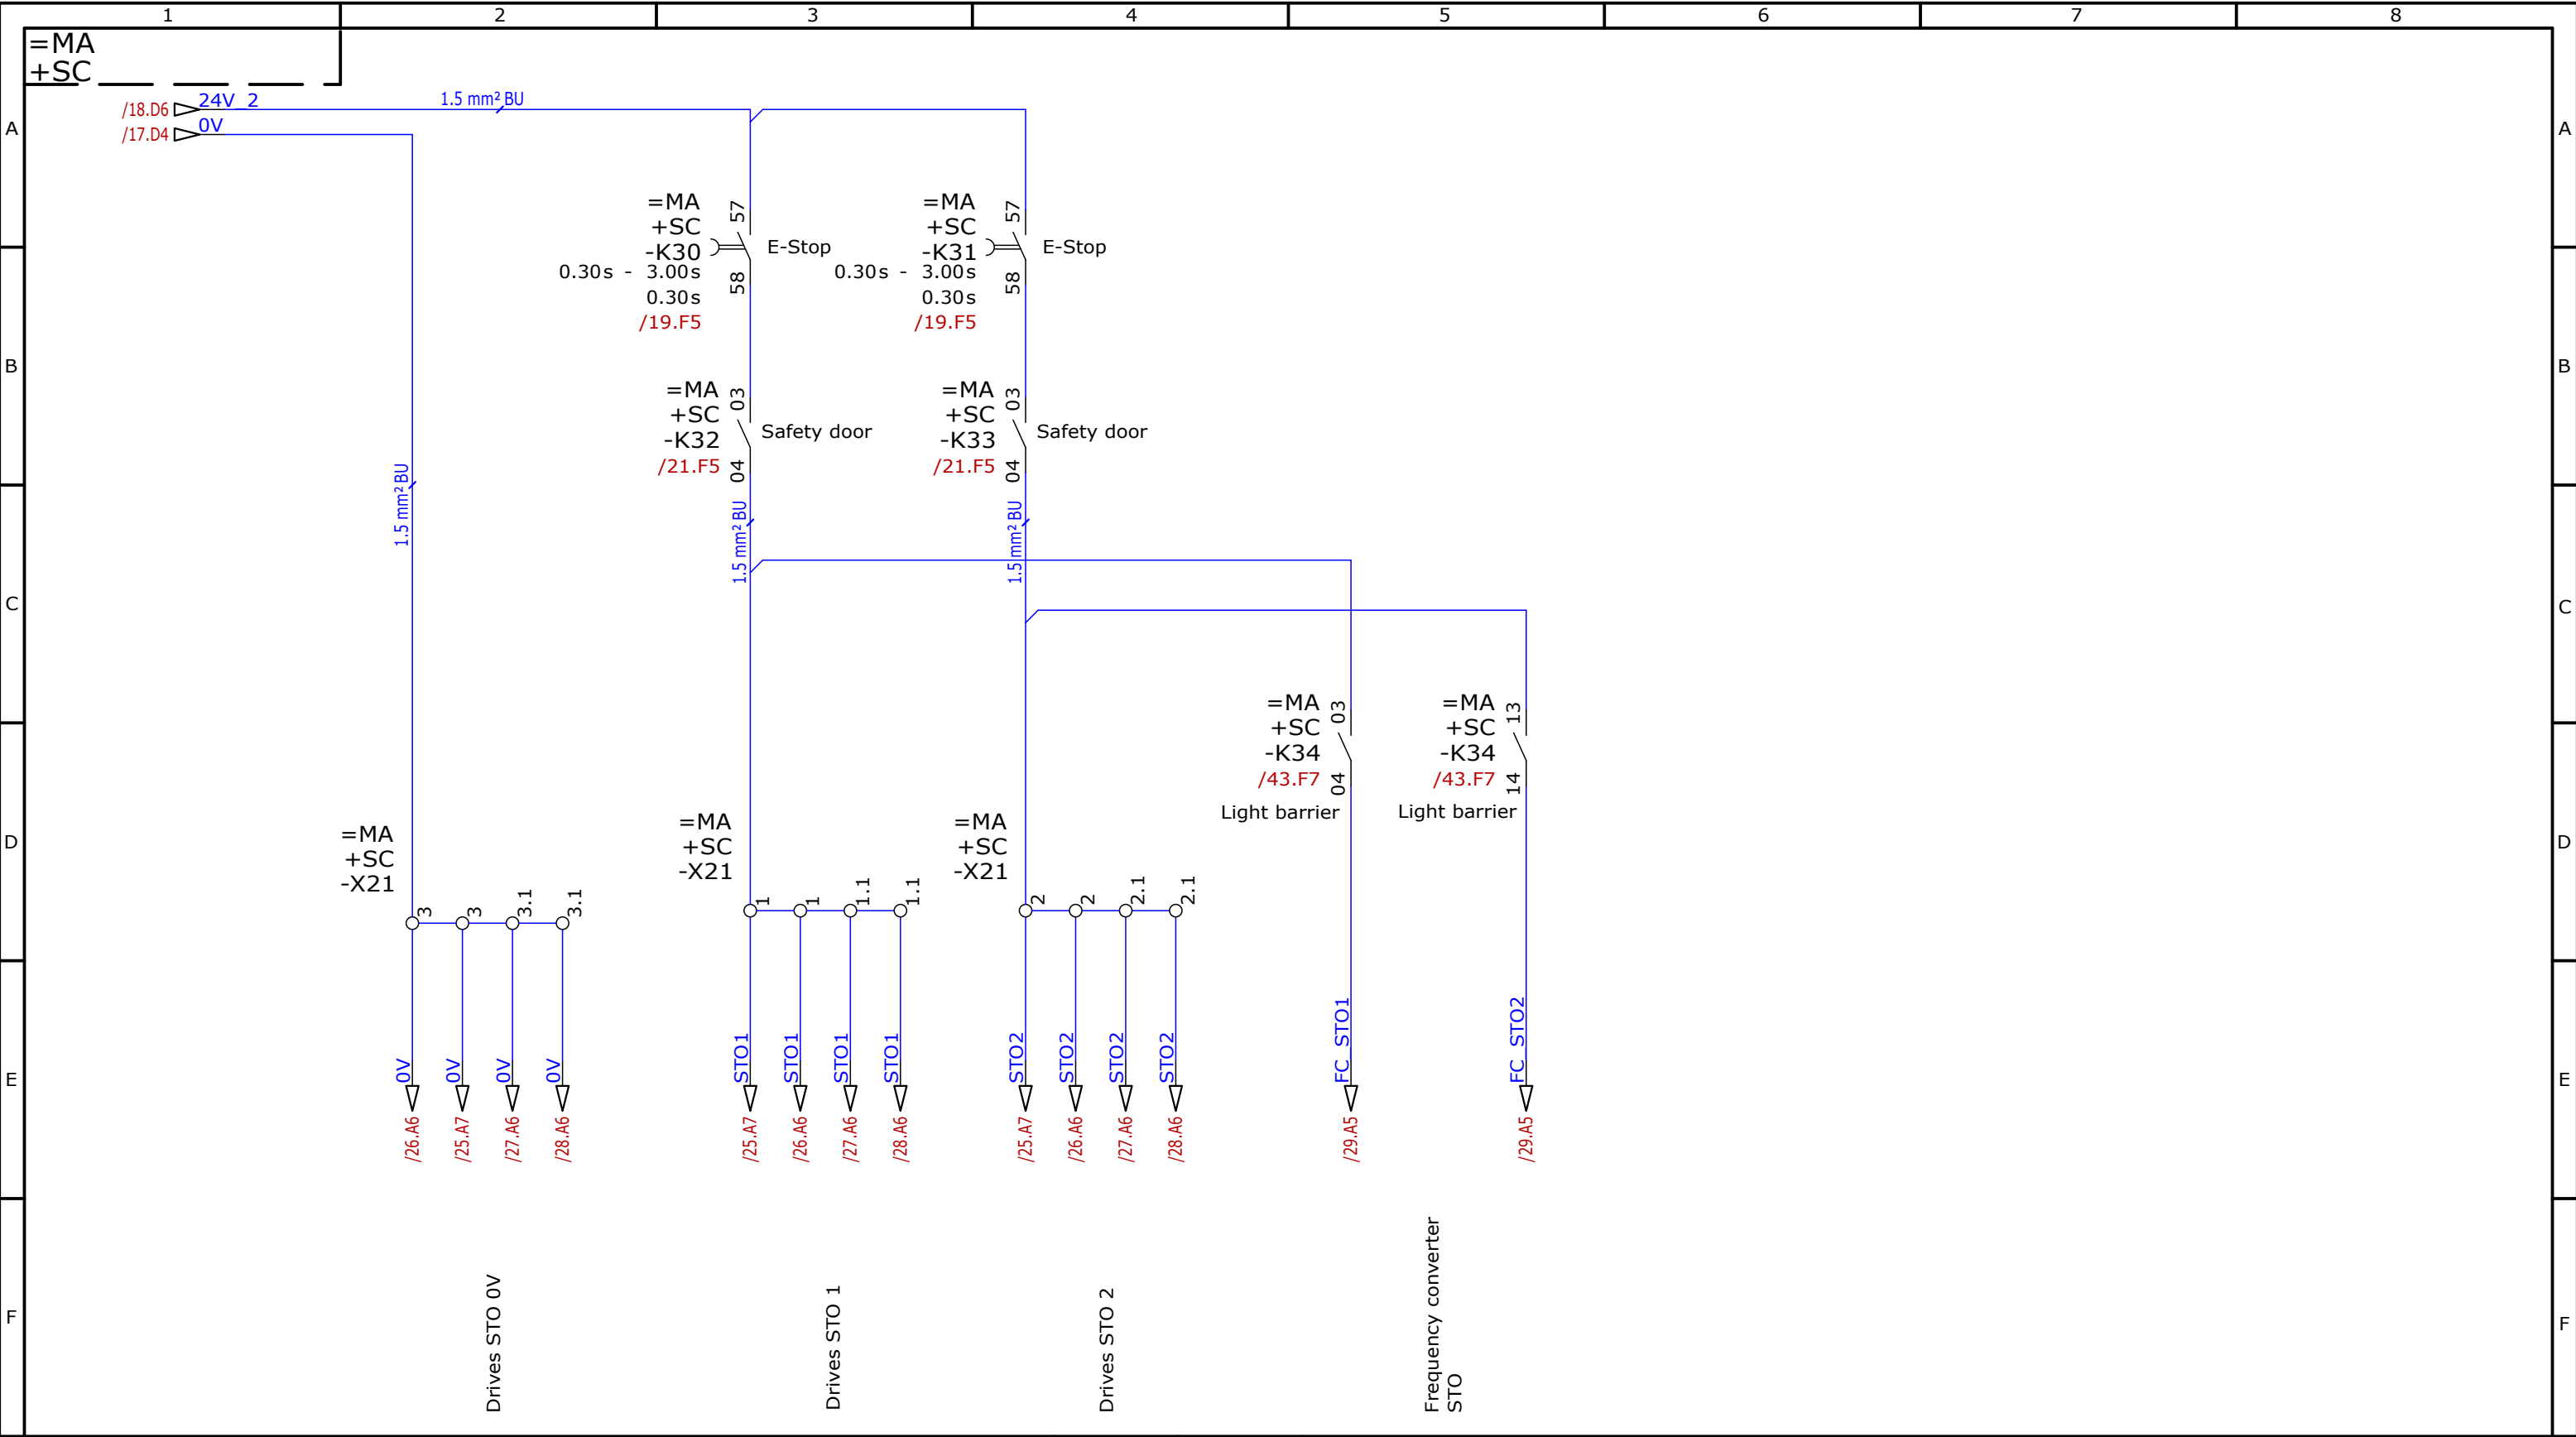 1 2 3 4 5 6 7 8
=MA
+SC
/18.D6 24V_2 1.5 mm² BU
/17.D4 0V
A A
=MA
+SC
-K30
57
58
E-Stop
0.30s - 3.00s
0.30s
/19.F5
=MA
+SC
-K31
57
58
E-Stop
0.30s - 3.00s
0.30s
/19.F5
B B
=MA
+SC
-K32
/21.F5
03
04
Safety door
=MA
+SC
-K33
/21.F5
03
04
Safety door
1.5 mm² BU
1.5 mm² BU
1.5 mm² BU
C C
=MA
+SC
-K34
/43.F7
03
04
Light barrier
=MA
+SC
-K34
/43.F7
13
14
Light barrier
D D
=MA
+SC
-X21
3 3 3.1 3.1
=MA
+SC
-X21
1 1 1.1 1.1
=MA
+SC
-X21
2 2 2.1 2.1
E E
0V 0V 0V 0V
STO1 STO1 STO1 STO1
STO2 STO2 STO2 STO2
FC_STO1 FC_STO2
/26.A6 /25.A7 /27.A6 /28.A6
/25.A7 /26.A6 /27.A6 /28.A6
/25.A7 /26.A6 /27.A6 /28.A6
/29.A5 /29.A5
F F
Drives STO 0V
Drives STO 1
Drives STO 2
Frequency converter
STO